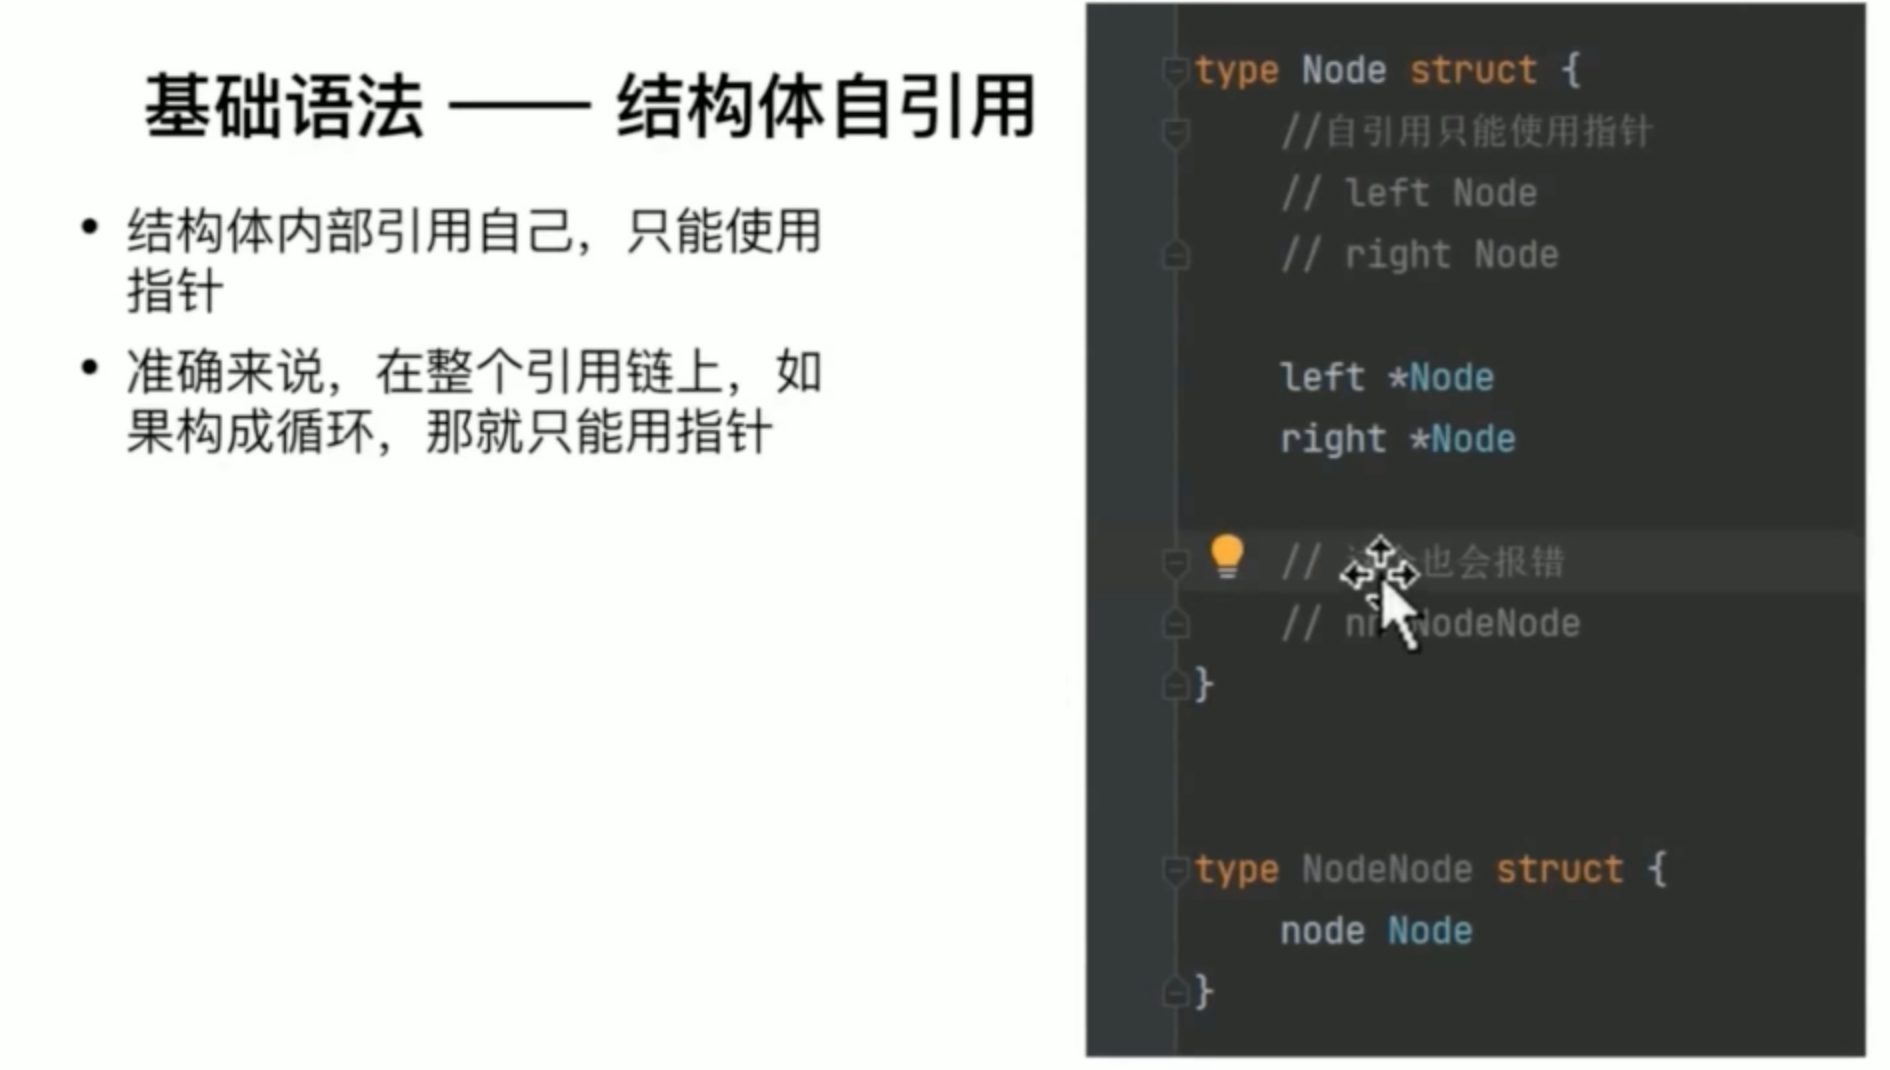 基础语法 —— 结构体自引用
• 结构体内部引用自己，只能使用
指针
• 准确来说，在整个引用链上，如
果构成循环，那就只能用指针
type Node struct {
//自引用只能使用指针
// left Node
// right Node
left *Node
right *Node
// 也会报错
// NodeNode
}
type NodeNode struct {
node Node
}